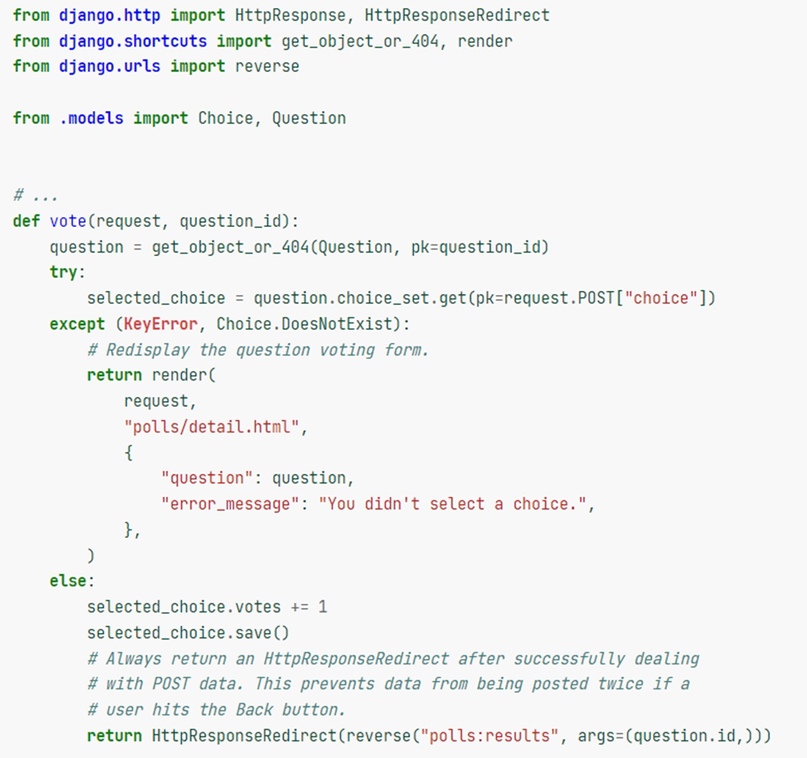 from django.http import HttpResponse, HttpResponseRedirect
from django.shortcuts import get_object_or_404, render
from django.urls import reverse

from .models import Choice, Question


# ...
def vote(request, question_id):
    question = get_object_or_404(Question, pk=question_id)
    try:
        selected_choice = question.choice_set.get(pk=request.POST["choice"])
    except (KeyError, Choice.DoesNotExist):
        # Redisplay the question voting form.
        return render(
            request,
            "polls/detail.html",
            {
                "question": question,
                "error_message": "You didn't select a choice.",
            },
        )
    else:
        selected_choice.votes += 1
        selected_choice.save()
        # Always return an HttpResponseRedirect after successfully dealing
        # with POST data. This prevents data from being posted twice if a
        # user hits the Back button.
        return HttpResponseRedirect(reverse("polls:results", args=(question.id,)))